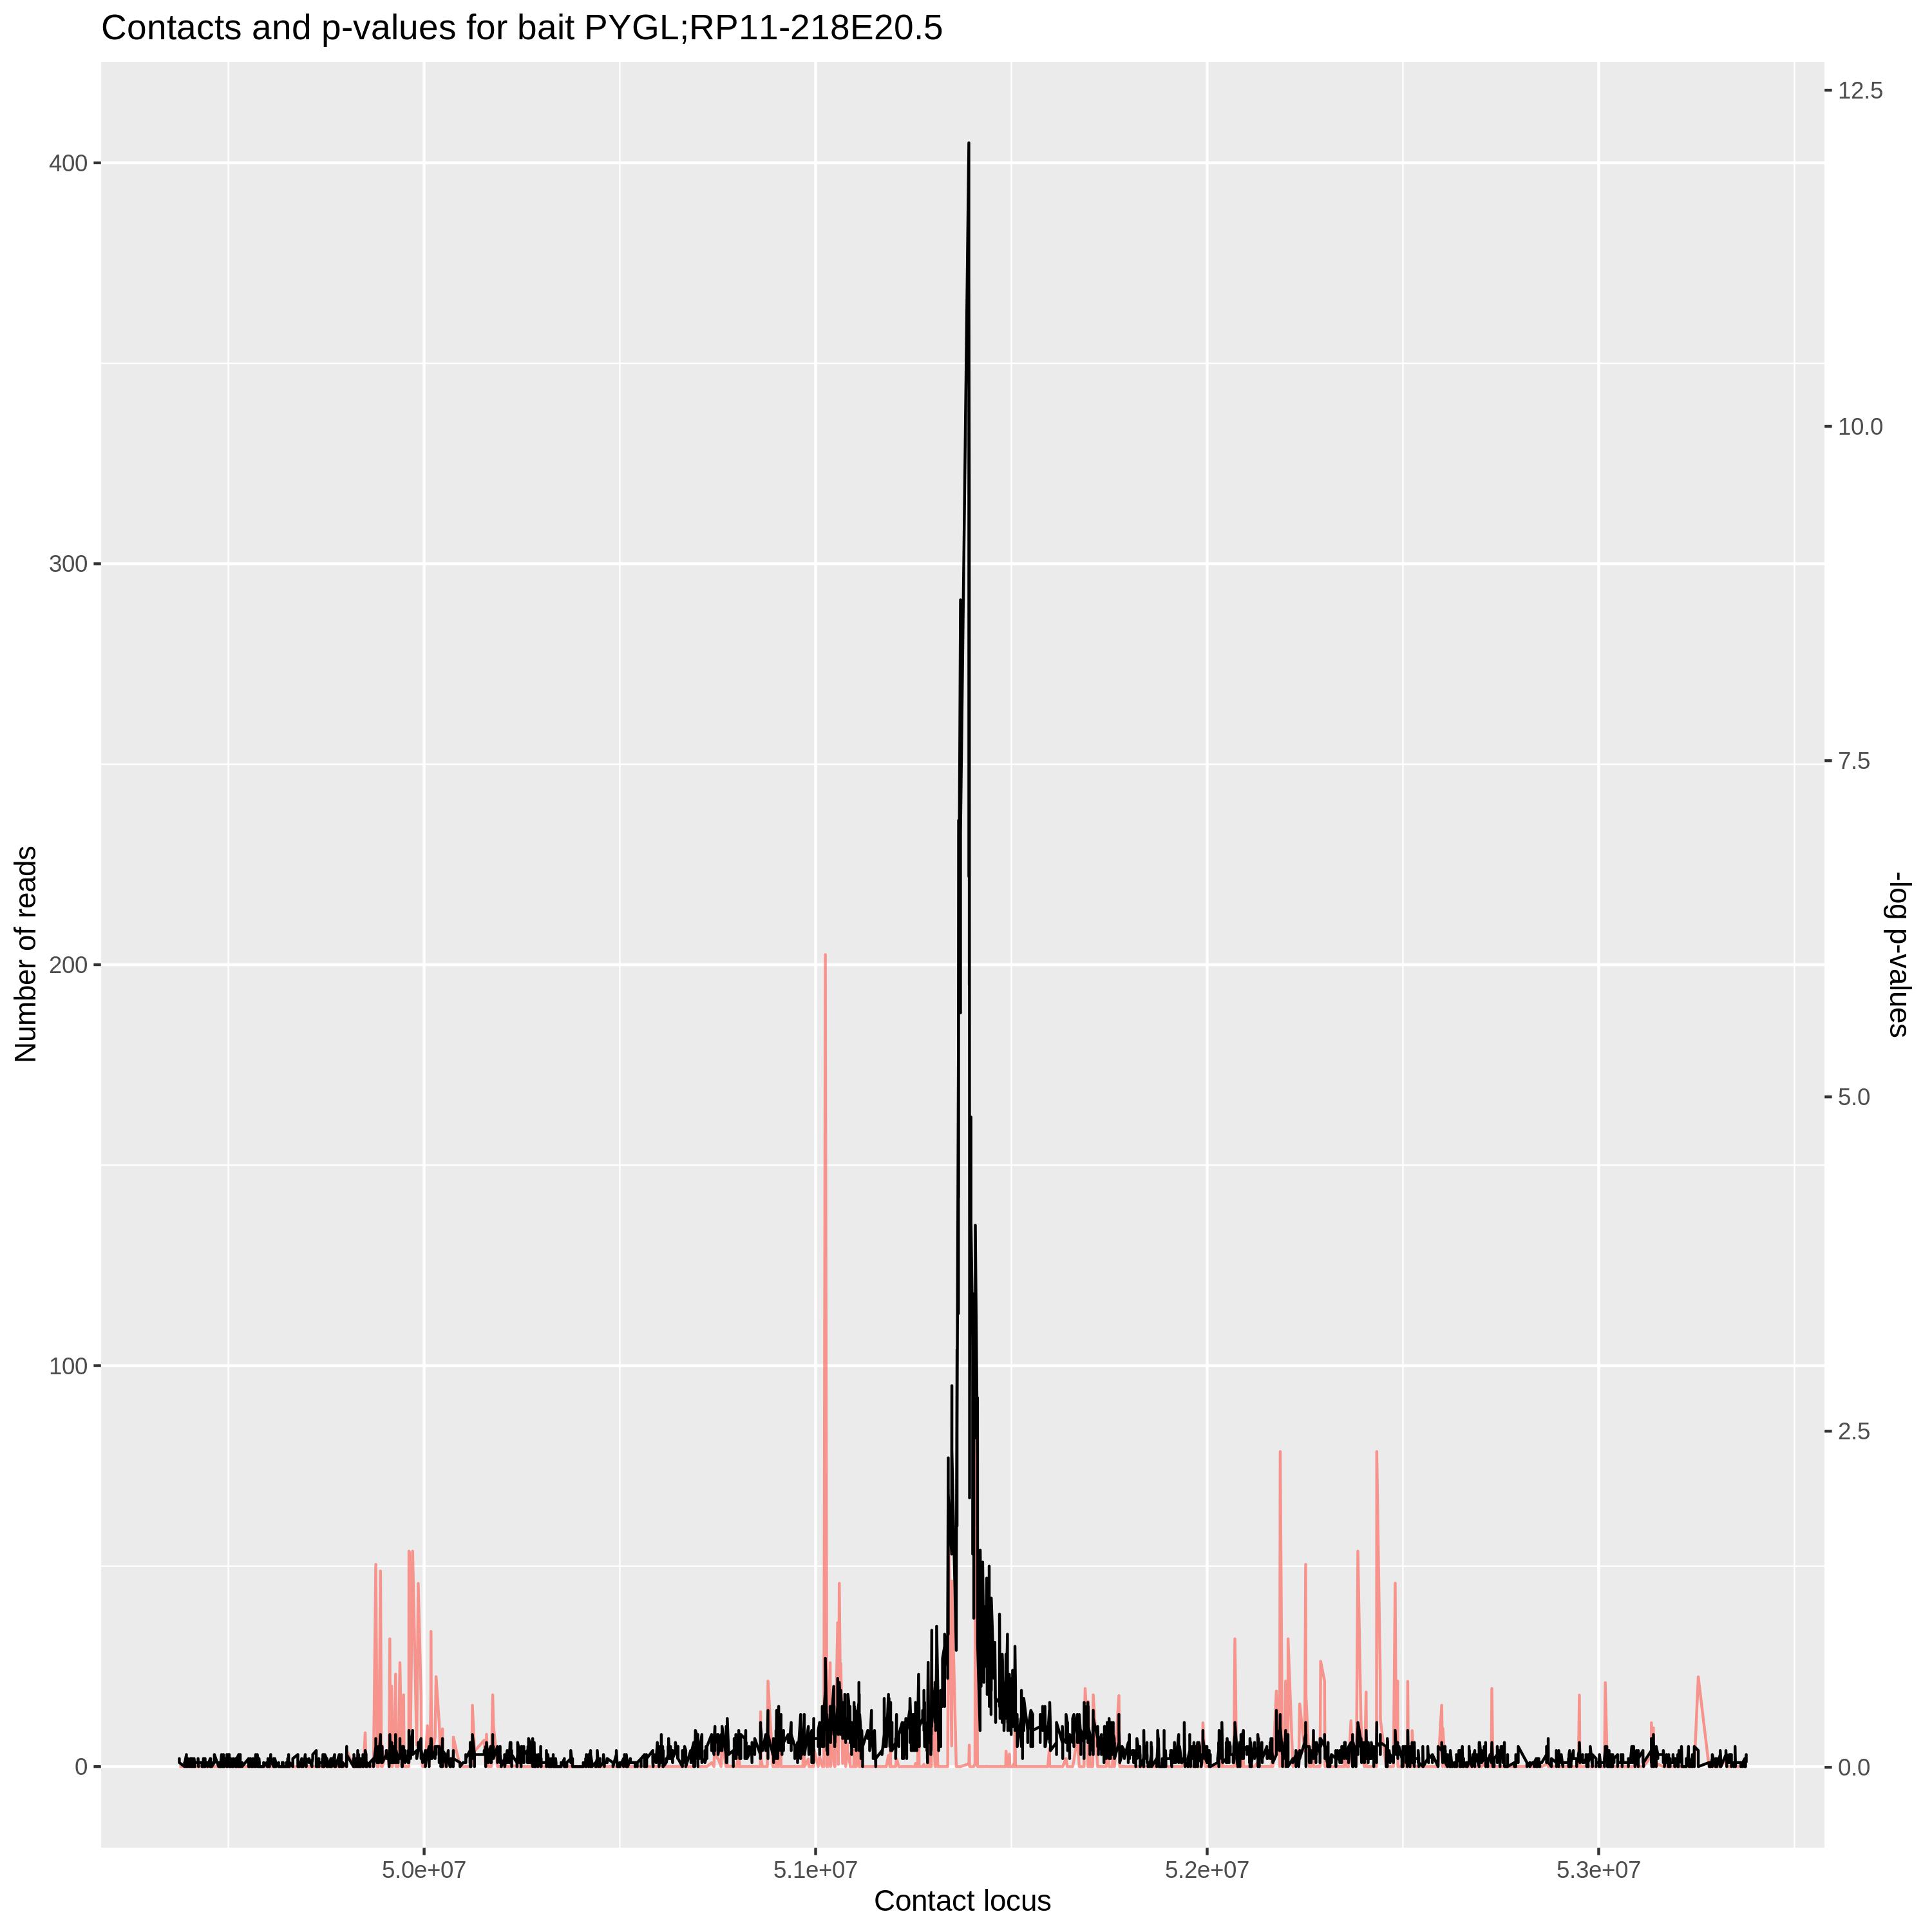 Contacts and p-values for bait PYGL;RP11-218E20.5
12.5
400
10.0
300
7.5
Number of reads
200
-log p-values
5.0
100
2.5
0
0.0
5.0e+07
5.1e+07
5.2e+07
5.3e+07
Contact locus